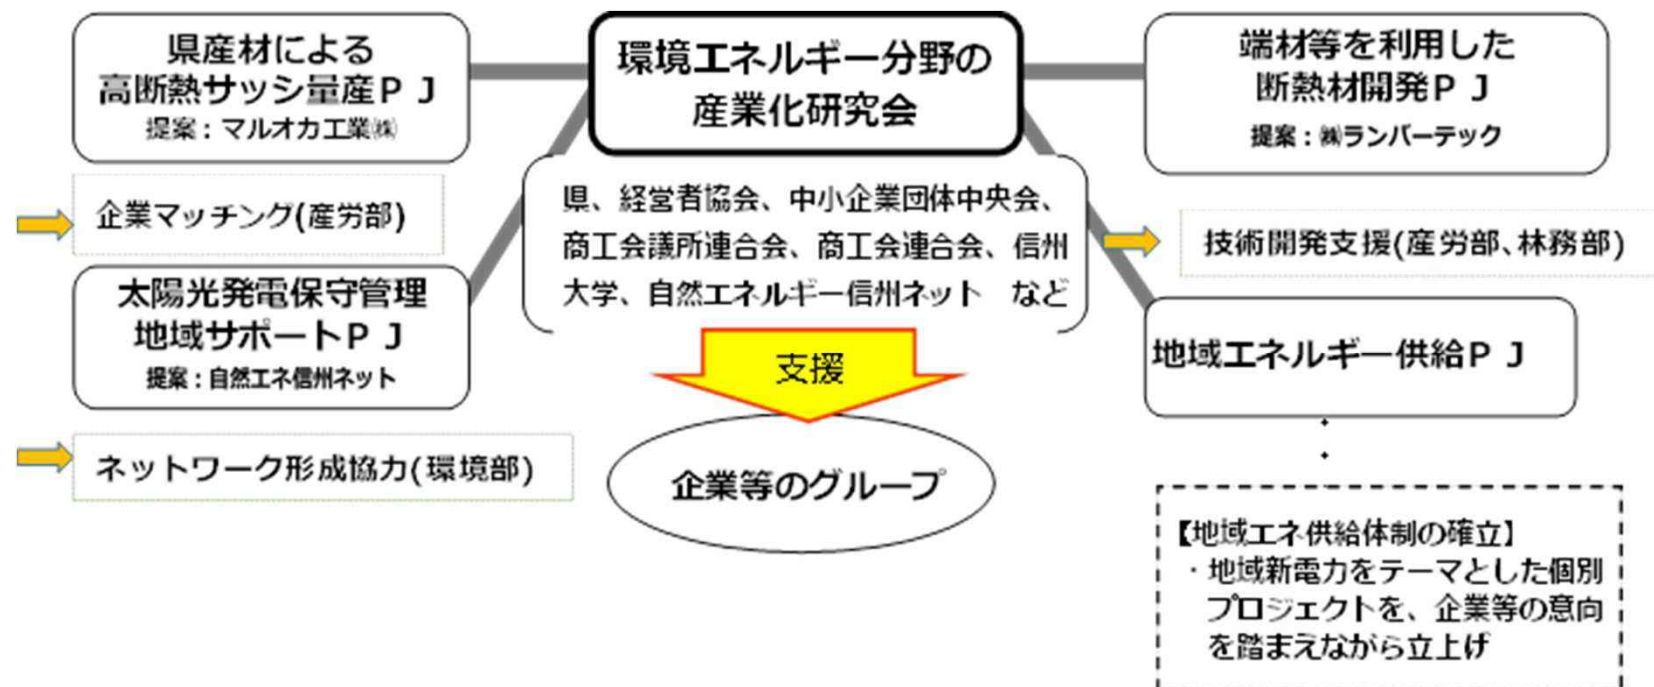 県産材による
高断熱サッシ量産ＰＪ
提案：マルオカ工業㈱
企業マッチング(産労部)
太陽光発電保守管理
地域サポートＰＪ
提案：自然エネ信州ネット
ネットワーク形成協力(環境部)
環境エネルギー分野の
産業化研究会
県、経営者協会、中小企業団体中央会、
商工会議所連合会、商工会連合会、信州
大学、自然エネルギー信州ネット　など
支援
企業等のグループ
端材等を利用した
断熱材開発ＰＪ
提案：㈱ランバーテック
技術開発支援(産労部、林務部)
地域エネルギー供給ＰＪ
【地域エネ供給体制の確立】
・地域新電力をテーマとした個別
プロジェクトを、企業等の意向
を踏まえながら立上げ